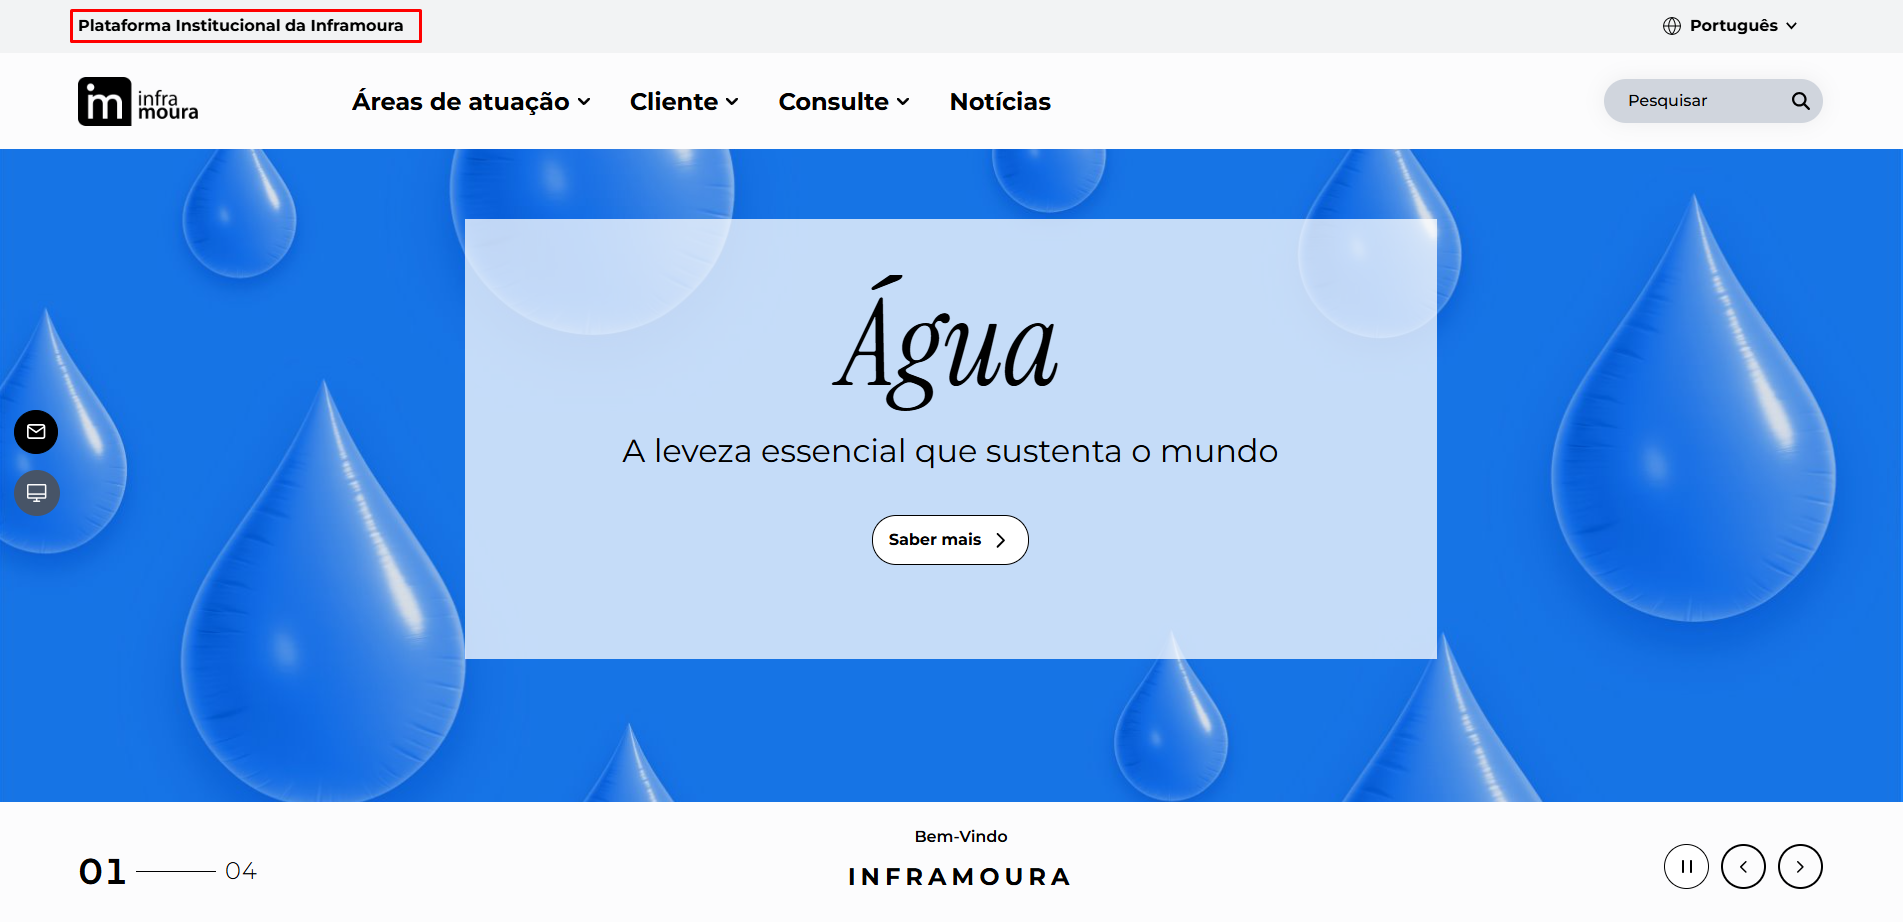 Plataforma Institucional da Inframoura
Português
im infra moura
Áreas de atuação
Cliente
Consulte
Notícias
Pesquisar
Água
A leveza essencial que sustenta o mundo
Saber mais
Bem-Vindo
INFRAMOURA
01
04